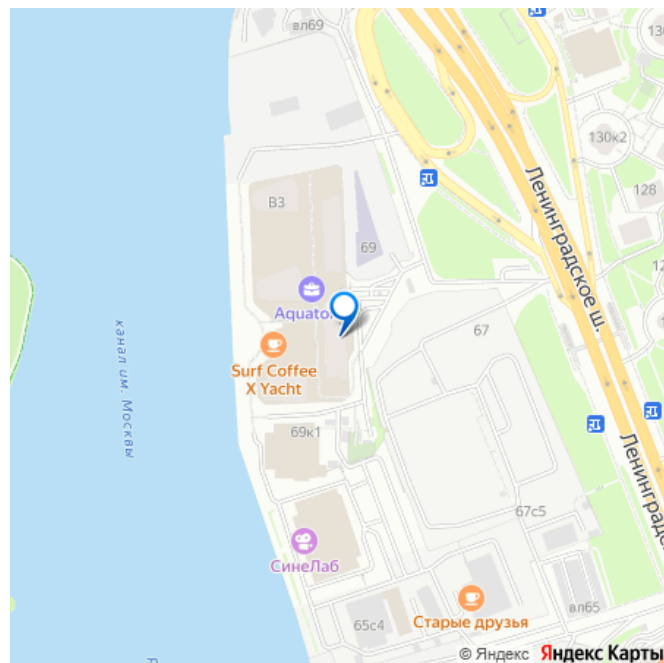 вл69
130к2
128
Ленинградское ш.
В3
69
Aquato
67
Surf Coffee
X Yacht
канал им. Москвы
69к1
Ленинградс
67с5
СинеЛаб
Старые друзья
вл65
65с4
© Яндекс Яндекс Карты